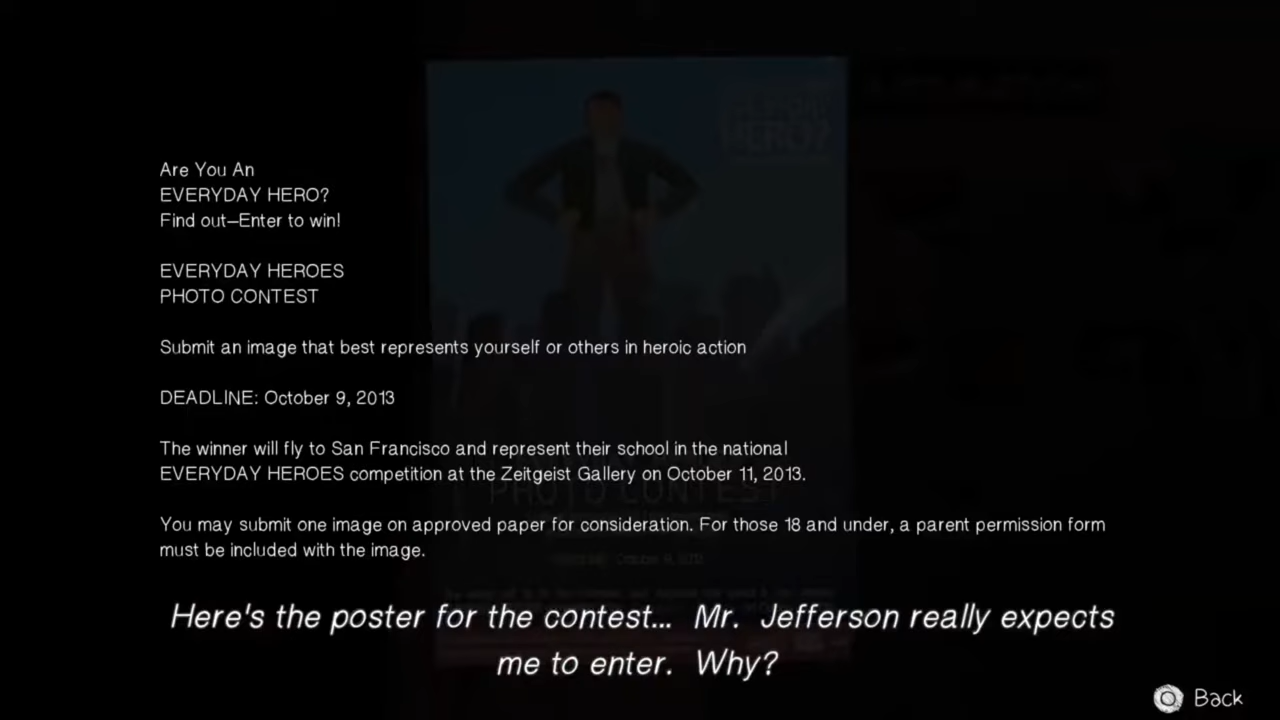 Are You An
EVERYDAY HERO?
Find out—Enter to win!
EVERYDAY HEROES
PHOTO CONTEST
Submit an image that best represents yourself or others in heroic action
DEADLINE: October 9, 2013
The winner will fly to San Francisco and represent their school in the national
EVERYDAY HEROES competition at the Zeitgeist Gallery on October 11, 2013.
PHOTO CONTEST
You may submit one image on approved paper for consideration. For those 18 and under, a parent permission form
must be included with the image.
Here's the poster for the contest... Mr. Jefferson really expects
me to enter. Why?
Back